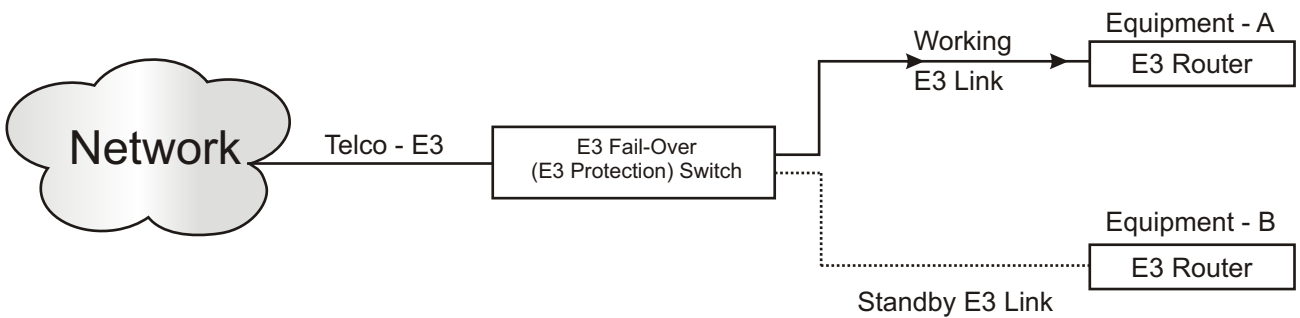 Network
Telco - E3
E3 Fail-Over
(E3 Protection) Switch
Working
E3 Link
Equipment - A
E3 Router
Equipment - B
E3 Router
Standby E3 Link